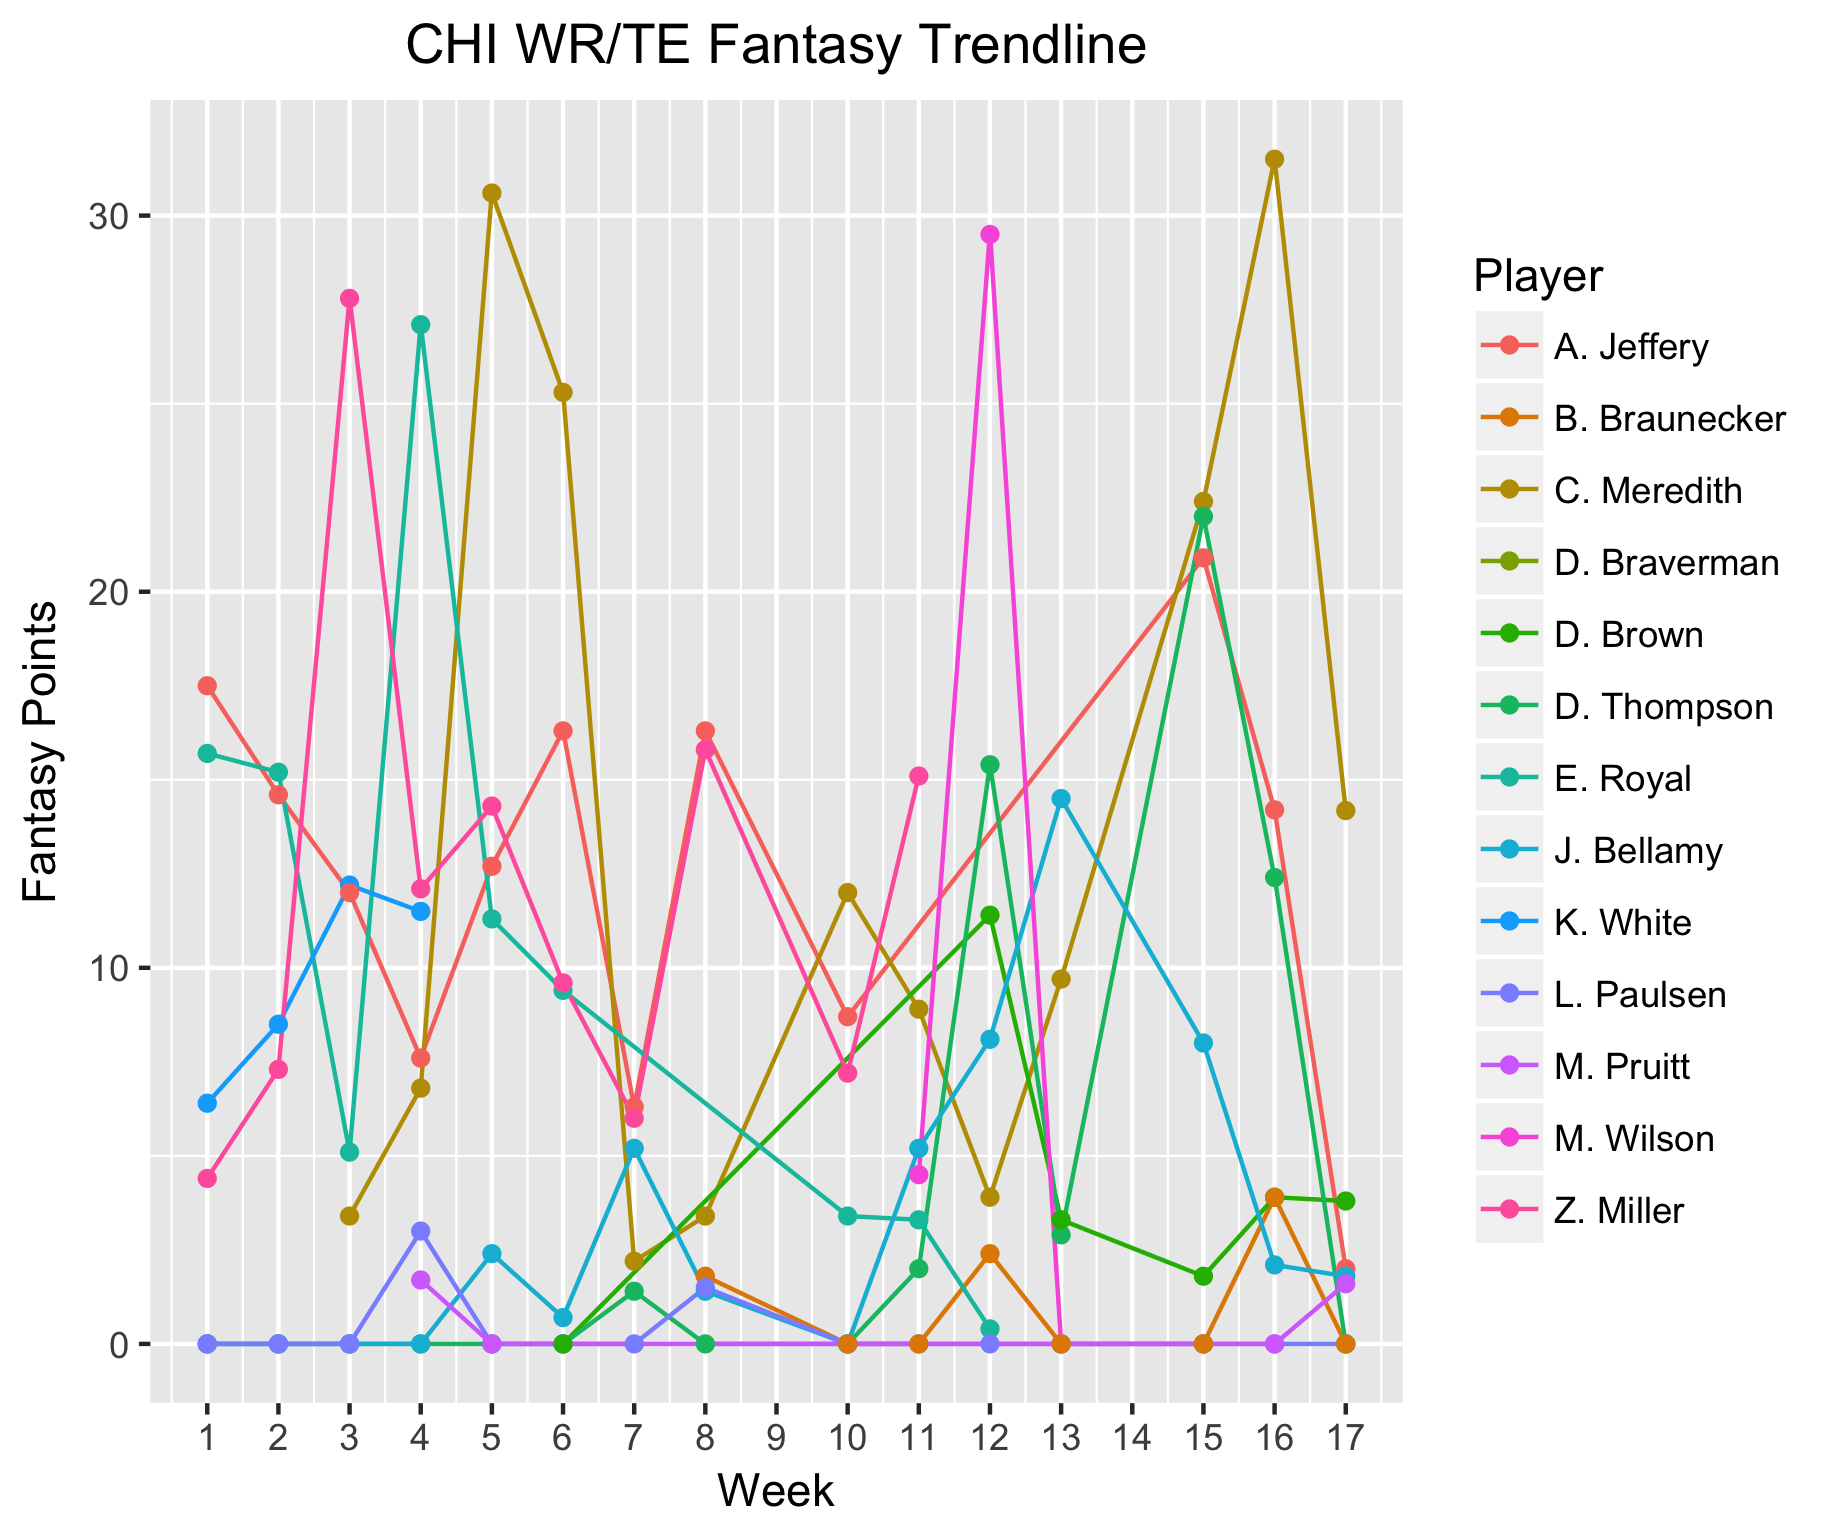 CHI WR/TE Fantasy Trendline
Fantasy Points
30
20
10
0
1 2 3 4 5 6 7 8 9 10 11 12 13 14 15 16 17
Week
Player
A. Jeffery
B. Braunecker
C. Meredith
D. Braverman
D. Brown
D. Thompson
E. Royal
J. Bellamy
K. White
L. Paulsen
M. Pruitt
M. Wilson
Z. Miller